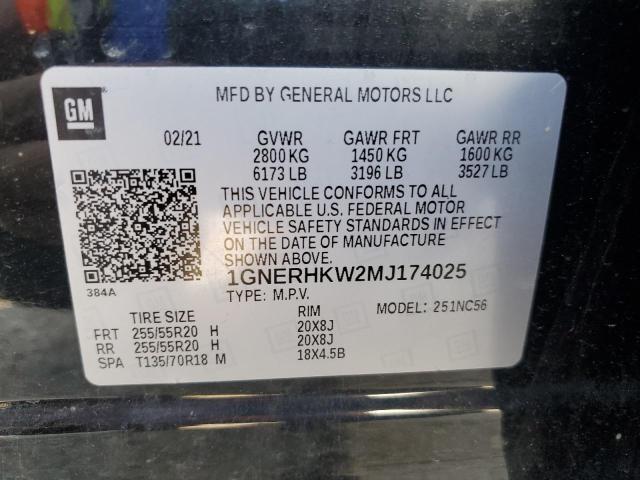 GM
MFD BY GENERAL MOTORS LLC
02/21 GVWR GAWR FRT GAWR RR
2800 KG 1450 KG 1600 KG
6173 LB 3196 LB 3527 LB
THIS VEHICLE CONFORMS TO ALL
APPLICABLE U.S. FEDERAL MOTOR
VEHICLE SAFETY STANDARDS IN EFFECT
ON THE DATE OF MANUFACTURE
SHOWN ABOVE.
384A
1GNERHKW2MJ174025
TYPE: M.P.V. MODEL: 251NC56
TIRE SIZE RIM
FRT 255/55R20 H 20X8J
RR 255/55R20 H 20X8J
SPA T135/70R18 M 18X4.5B